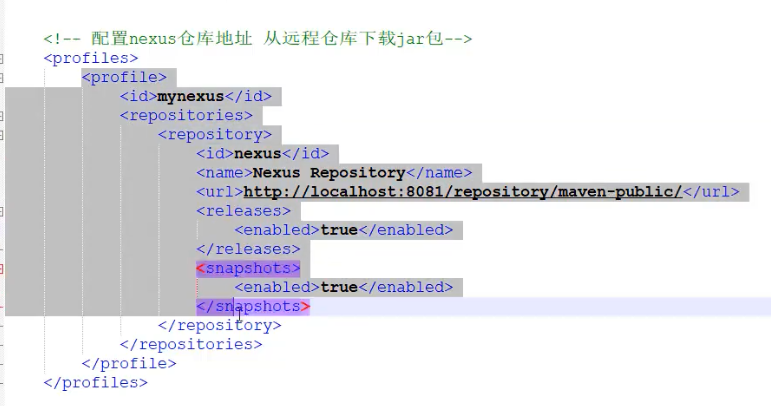 <!-- 配置nexus仓库地址 从远程仓库下载jar包-->
<profiles>
<profile>
<id>mynexus</id>
<repositories>
<repository>
<id>nexus</id>
<name>Nexus Repository</name>
<url>http://localhost:8081/repository/maven-public/</url>
<releases>
<enabled>true</enabled>
</releases>
<snapshots>
<enabled>true</enabled>
</snapshots>
</repository>
</repositories>
</profile>
</profiles>